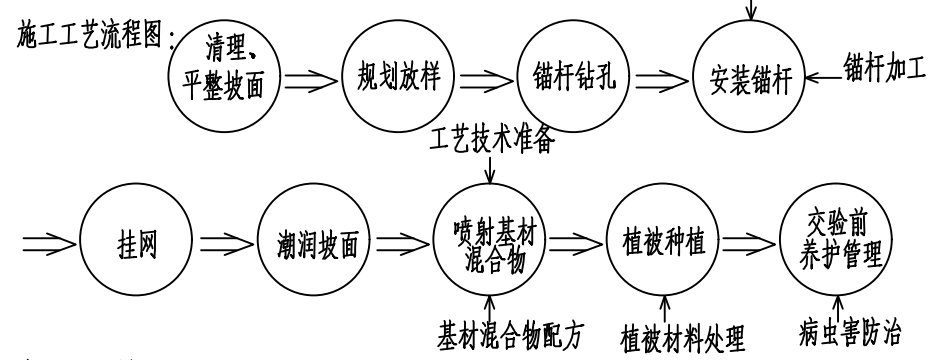 施工工艺流程图：
清理、
平整坡面
规划放样
锚杆钻孔
安装锚杆
锚杆加工
工艺技术准备
挂网
潮润坡面
喷射基材
混合物
植被种植
交验前
养护管理
基材混合物配方
植被材料处理
病虫害防治